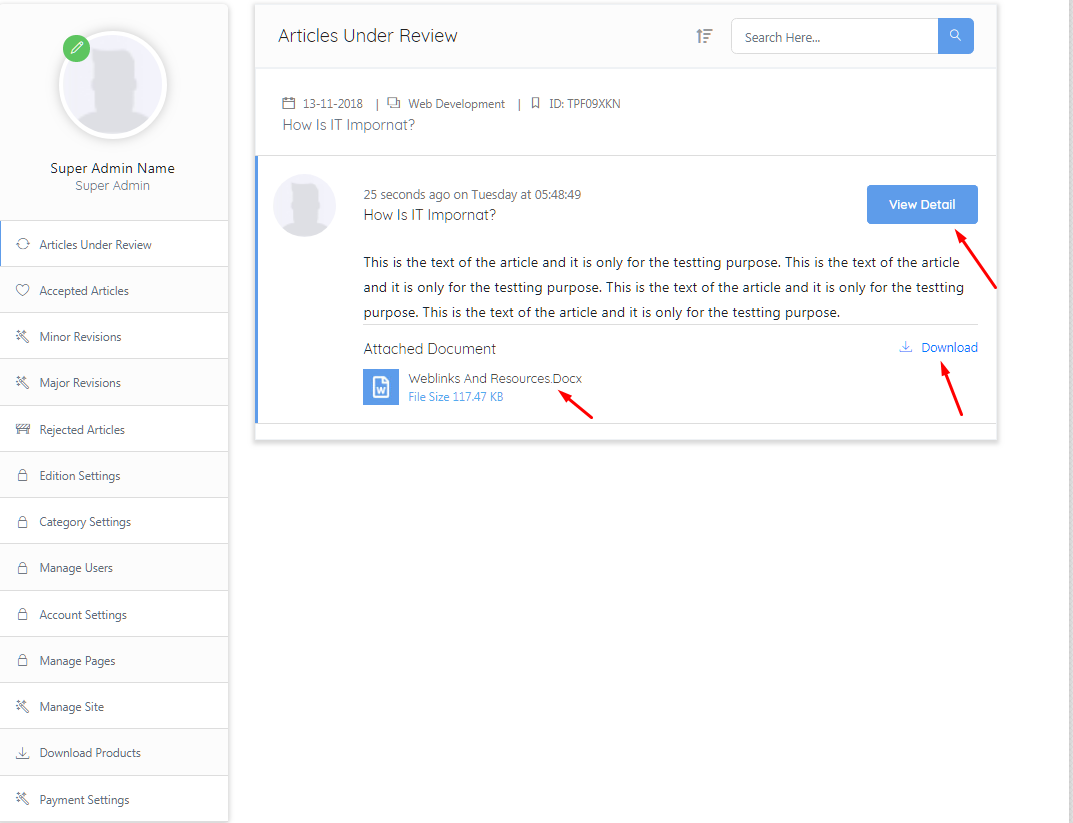 Super Admin Name
Super Admin
Articles Under Review
Accepted Articles
Minor Revisions
Major Revisions
Rejected Articles
Edition Settings
Category Settings
Manage Users
Account Settings
Manage Pages
Manage Site
Download Products
Payment Settings
Articles Under Review
Search Here...
13-11-2018 | Web Development | ID: TPF09XKN
How Is IT Impornat?
25 seconds ago on Tuesday at 05:48:49
How Is IT Impornat?
View Detail
This is the text of the article and it is only for the testting purpose. This is the text of the article
and it is only for the testting purpose. This is the text of the article and it is only for the testting
purpose. This is the text of the article and it is only for the testting purpose.
Attached Document
Download
Weblinks And Resources.Docx
File Size 117.47 KB